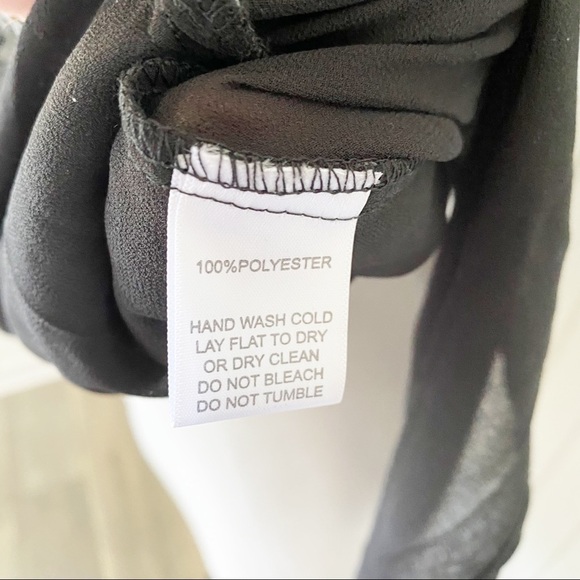 100%POLYESTER
HAND WASH COLD
LAY FLAT TO DRY
OR DRY CLEAN
DO NOT BLEACH
DO NOT TUMBLE